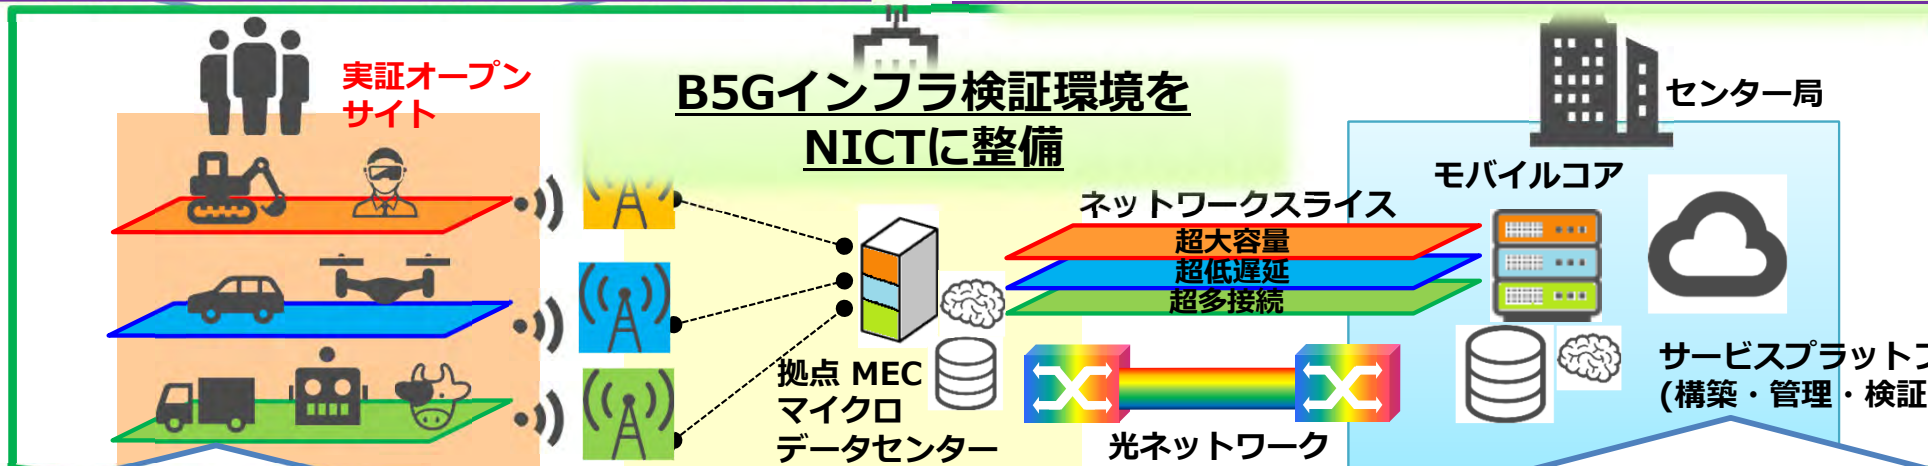 実証オープン
サイト
B5Gインフラ検証環境を
NICTに整備
センター局
モバイルコア
ネットワークスライス
超大容量
超低遅延
超多接続
拠点 MEC
マイクロ
データセンター
光ネットワーク
サービスプラットフ
(構築・管理・検証